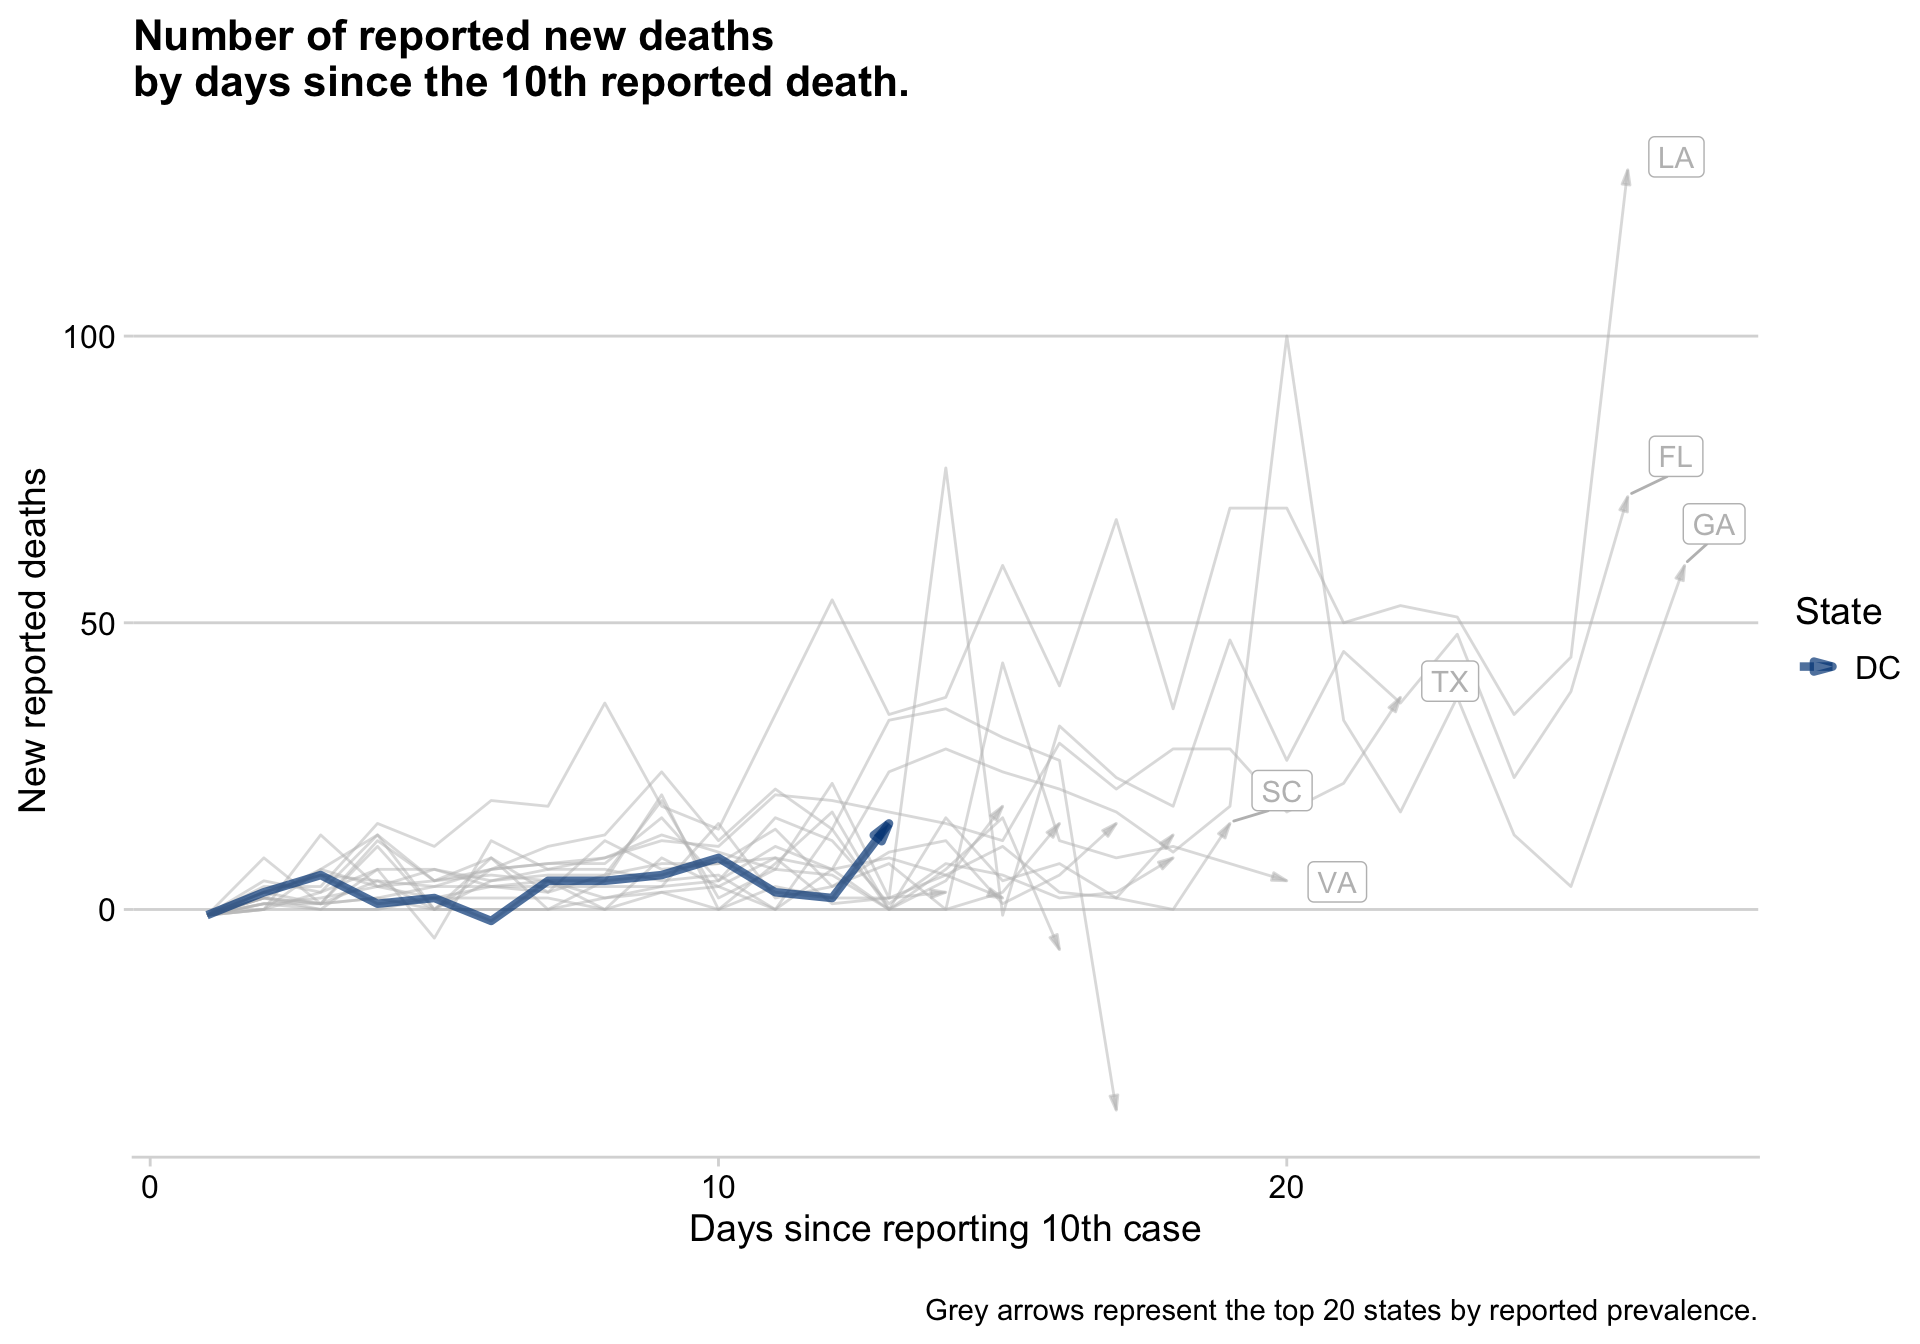 Number of reported new deaths
by days since the 10th reported death.
LA
100
FL
GA
New reported deaths
50
State
DC
TX
SC
VA
0
0
10
20
Days since reporting 10th case
Grey arrows represent the top 20 states by reported prevalence.